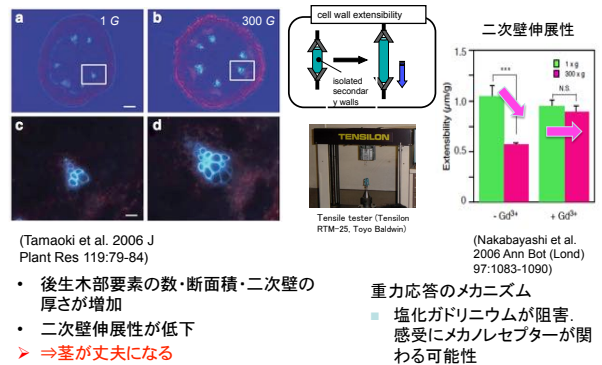 a
1 G
b
300 G
c
d
cell wall extensibility
isolated
secondar
y walls
TENSILON
Tensile tester (Tensilon
RTM-25, Toyo Baldwin)
二次壁伸展性
1.5
1.0
0.5
0
Extensibility (μm/g)
1 x g
300 x g
***
N.S.
- Gd³⁺
+ Gd³⁺
(Tamaoki et al. 2006 J
Plant Res 119:79-84)
(Nakabayashi et al.
2006 Ann Bot (Lond)
97:1083-1090)
• 後生木部要素の数・断面積・二次壁の
厚さが増加
• 二次壁伸展性が低下
➢ ⇒茎が丈夫になる
重力応答のメカニズム
■ 塩化ガドリニウムが阻害．
感受にメカノレセプターが関
わる可能性